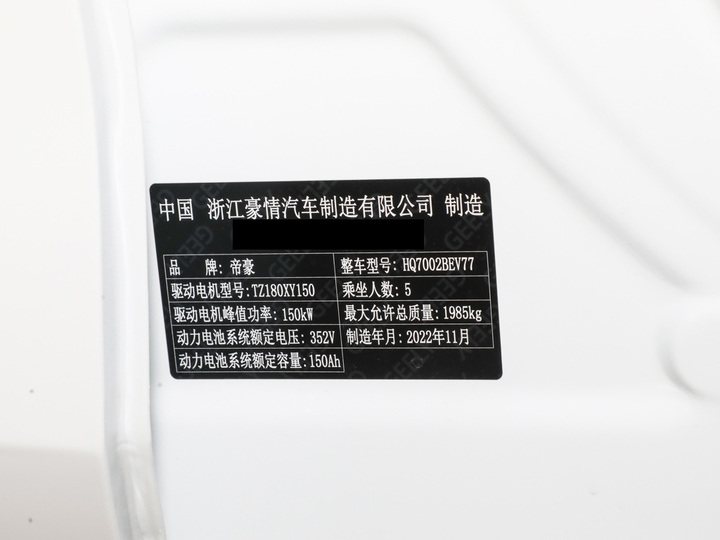 中国 浙江豪情汽车制造有限公司 制造
品 牌: 帝豪 整车型号: HQ7002BEV77
驱动电机型号: TZ180XY150 乘坐人数: 5
驱动电机峰值功率: 150kW 最大允许总质量: 1985kg
动力电池系统额定电压: 352V 制造年月: 2022年11月
动力电池系统额定容量: 150Ah